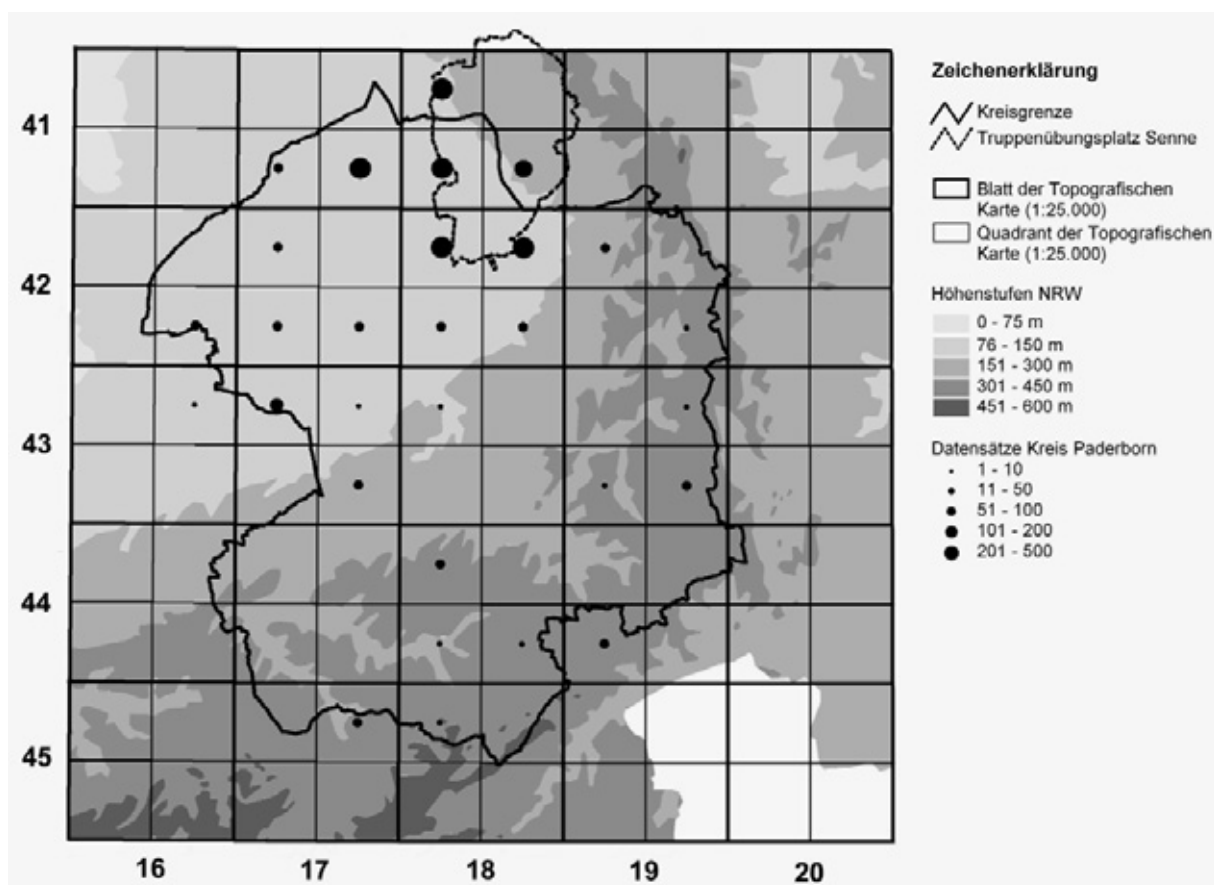 41
42
43
44
45
16
17
18
19
20
Zeichenerklärung
Kreisgrenze
Truppenübungsplatz Senne
Blatt der Topografischen
Karte (1:25.000)
Quadrant der Topografischen
Karte (1:25.000)
Höhenstufen NRW
0 - 75 m
76 - 150 m
151 - 300 m
301 - 450 m
451 - 600 m
Datensätze Kreis Paderborn
1 - 10
11 - 50
51 - 100
101 - 200
201 - 500